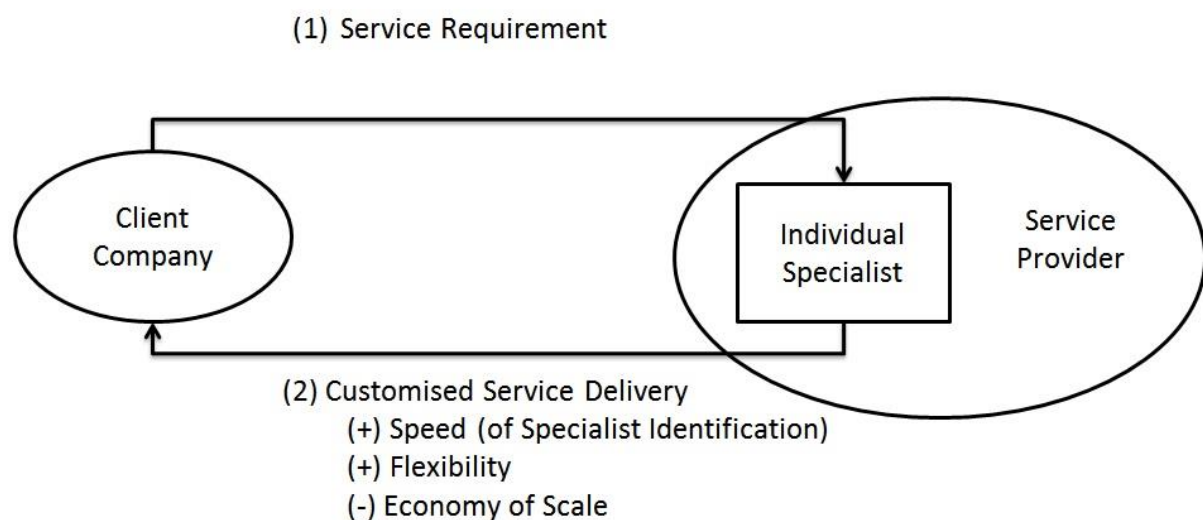 (1) Service Requirement
Client
Company
Individual
Specialist
Service
Provider
(2) Customised Service Delivery
(+) Speed (of Specialist Identification)
(+) Flexibility
(-) Economy of Scale